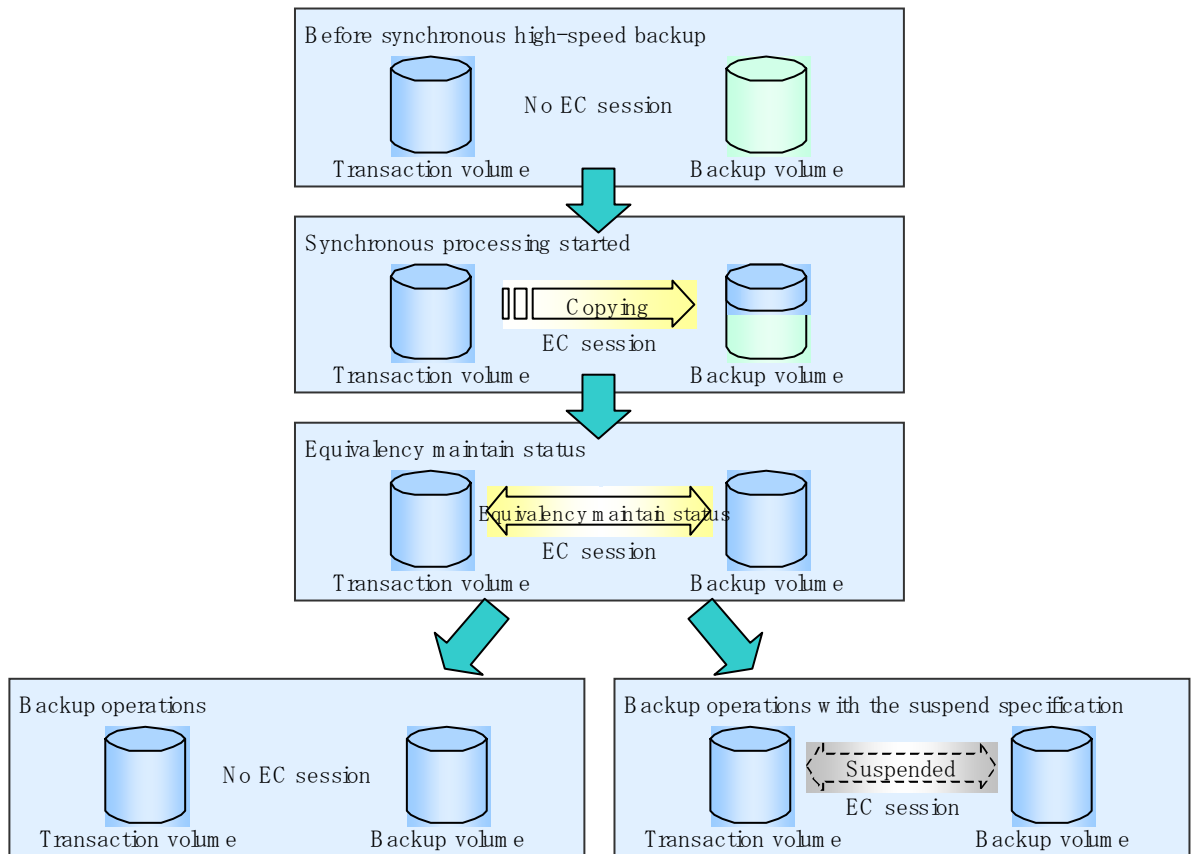 Before synchronous high-speed backup
No EC session
Transaction volume
Backup volume
Synchronous processing started
Copying
EC session
Transaction volume
Backup volume
Equivalency maintain status
Equivalency maintain status
EC session
Transaction volume
Backup volume
Backup operations
No EC session
Transaction volume
Backup volume
Backup operations with the suspend specification
Suspended
EC session
Transaction volume
Backup volume